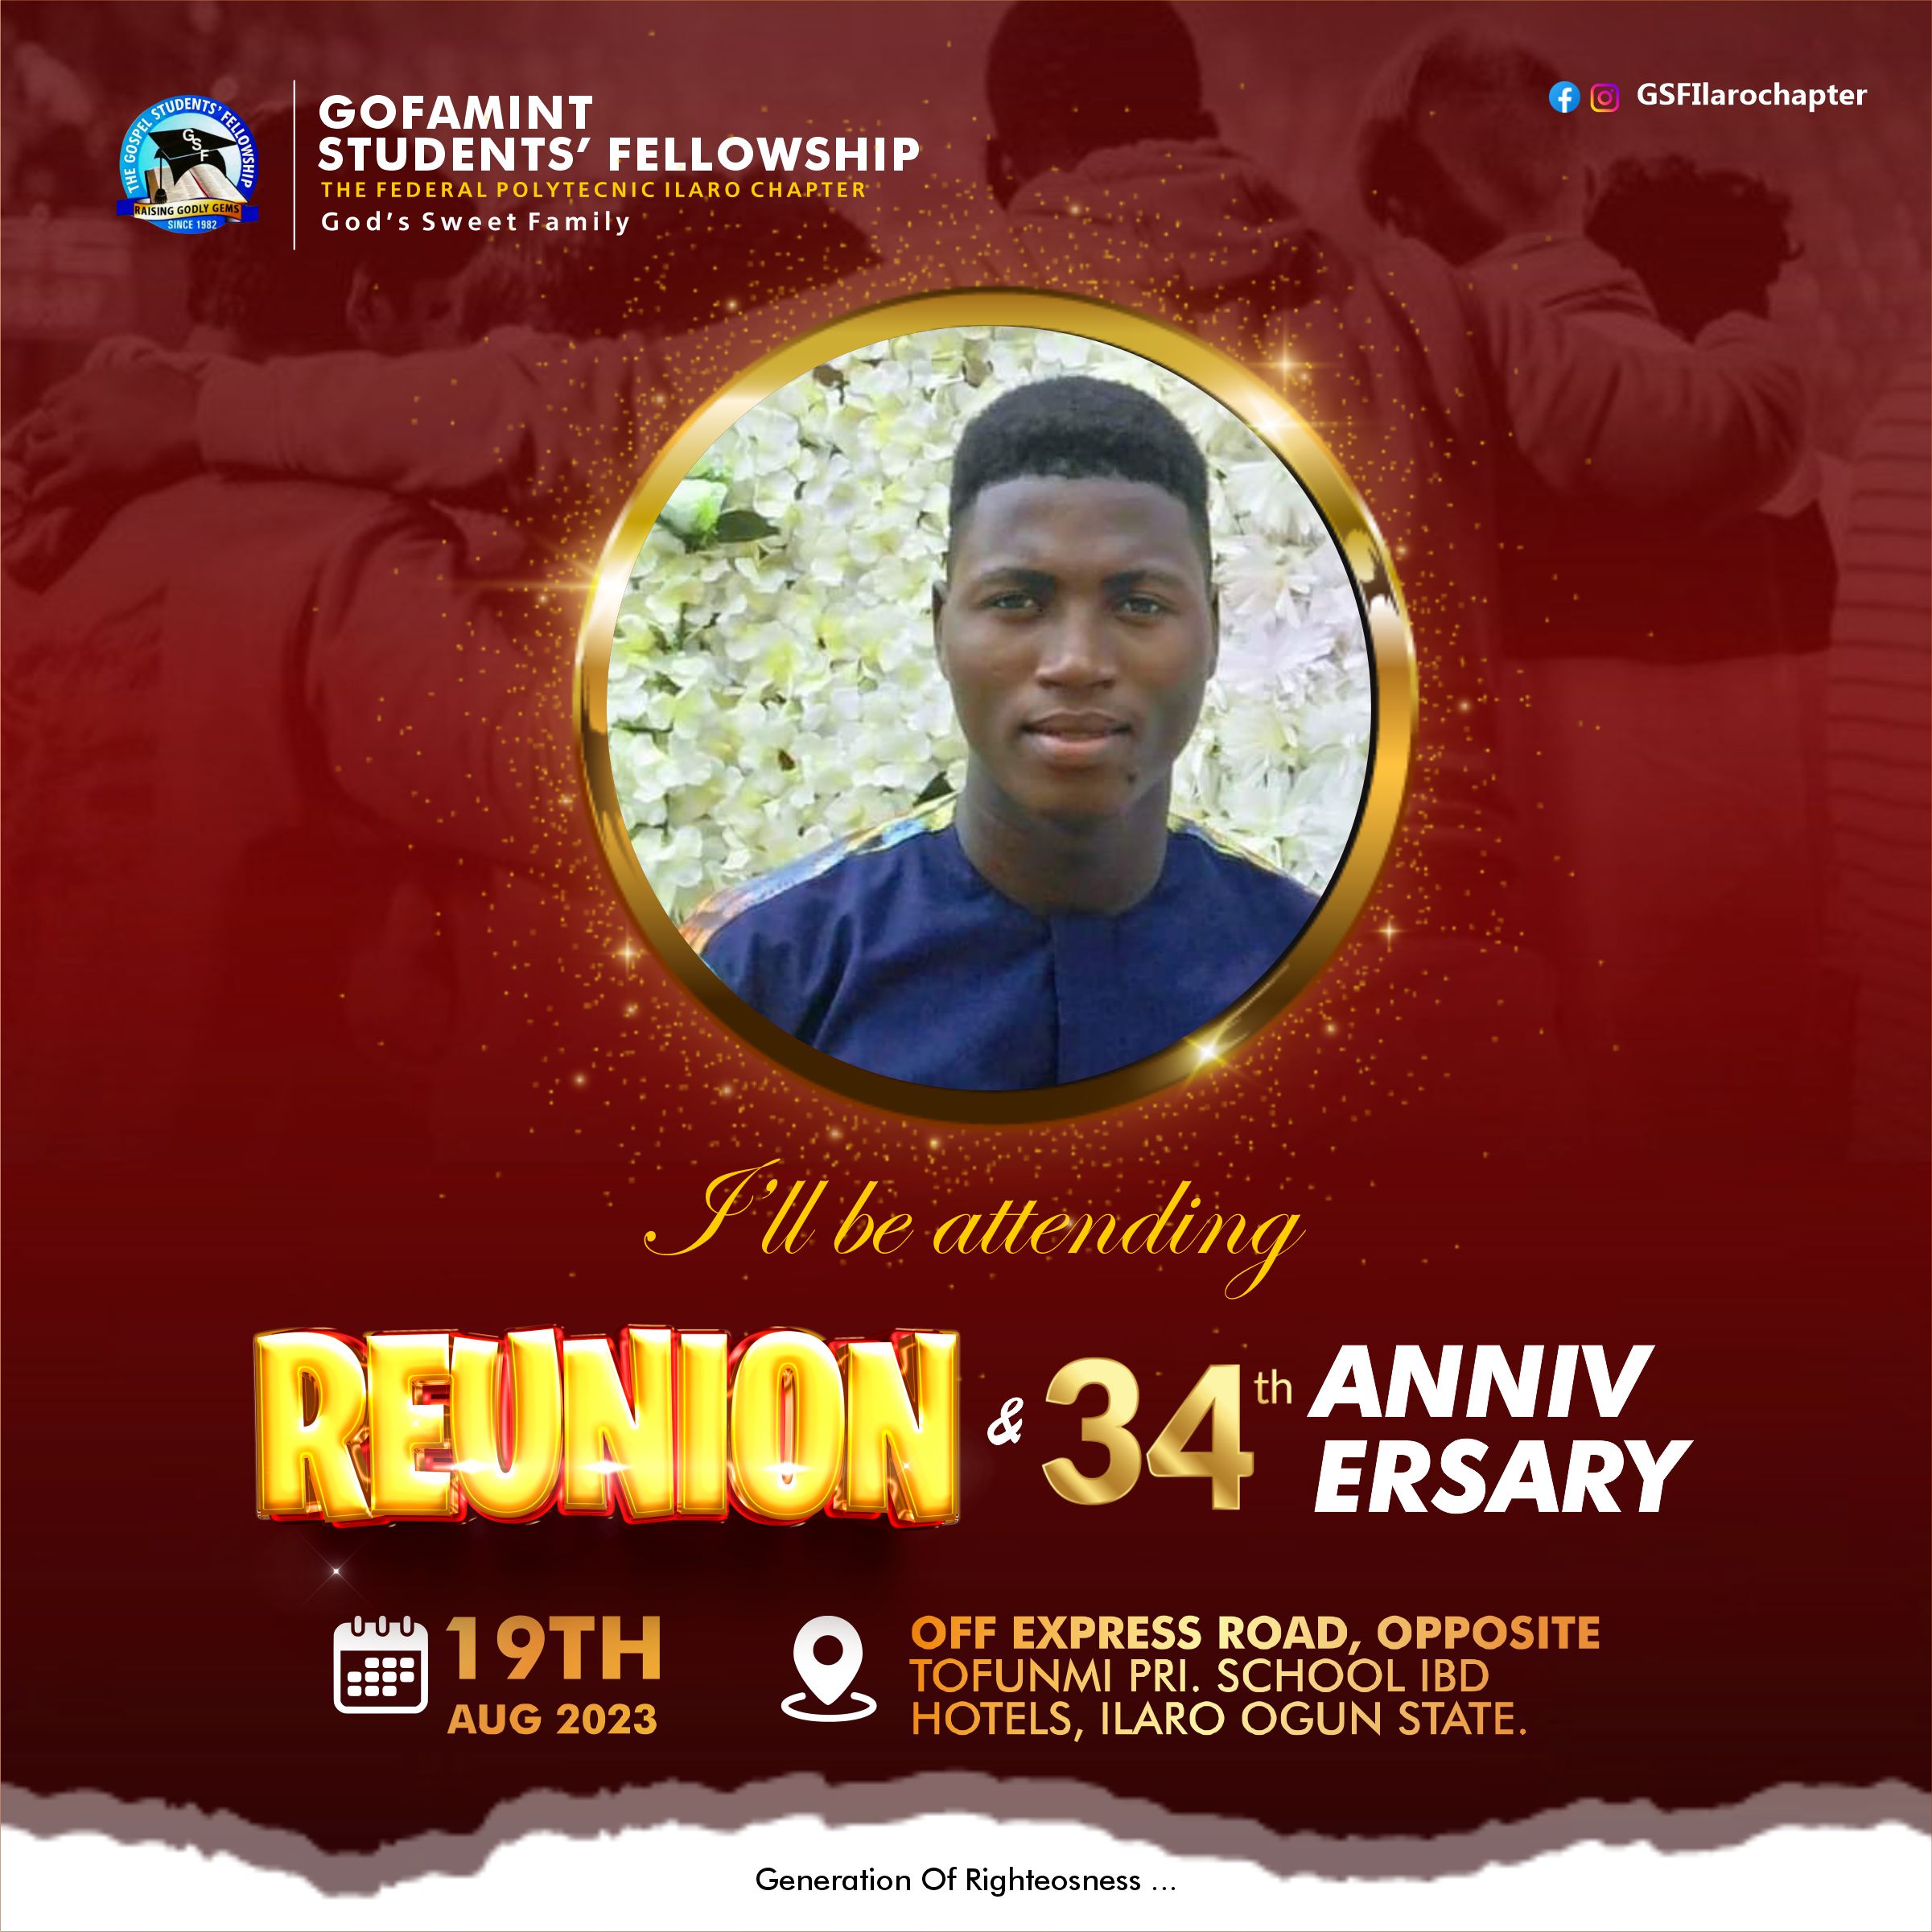 THE GOSPEL STUDENTS' FELLOWSHIP
GSF
RAISING GODLY GEMS
SINCE 1982
GOFAMINT
STUDENTS’ FELLOWSHIP
THE FEDERAL POLYTECNIC ILARO CHAPTER
God’s Sweet Family
GSFIlarochapter
I’ll be attending
REUNION & 34th ANNIV
ERSARY
19TH
AUG 2023
OFF EXPRESS ROAD, OPPOSITE
TOFUNMI PRI. SCHOOL IBD
HOTELS, ILARO OGUN STATE.
Generation Of Righteosness ...